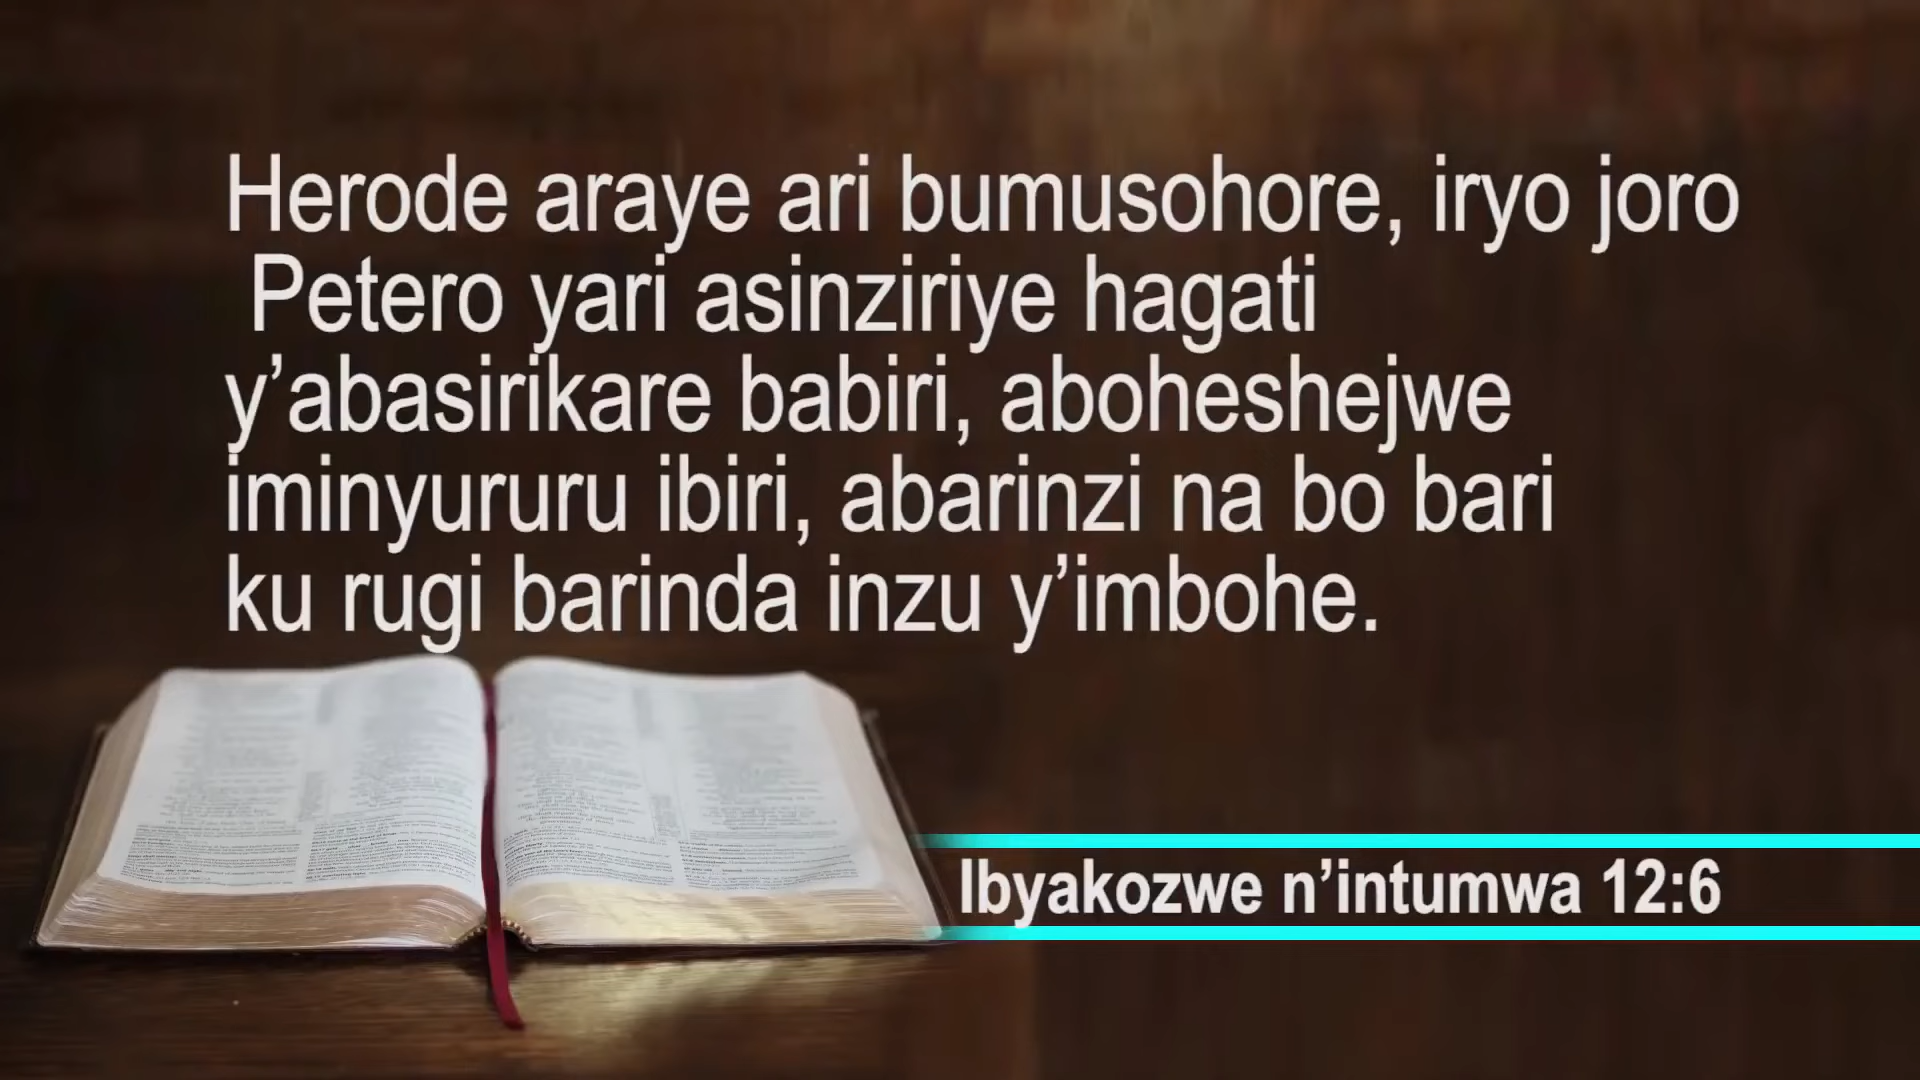 Herode araye ari bumusohore, iryo joro
Petero yari asinziriye hagati
y’abasirikare babiri, aboheshejwe
iminyururu ibiri, abarinzi na bo bari
ku rugi barinda inzu y’imbohe.
Ibyakozwe n’intumwa 12:6